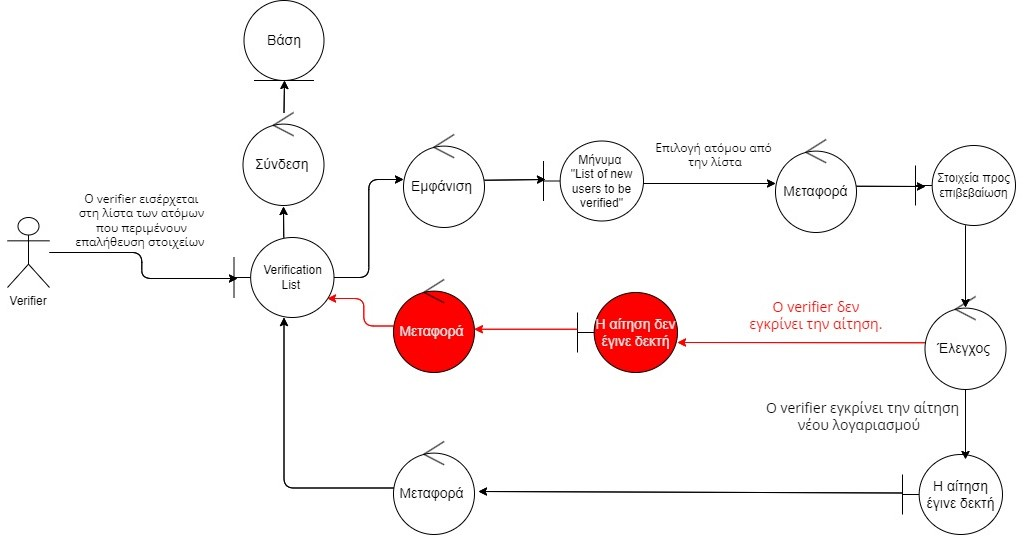 Βάση
Σύνδεση
Ο verifier εισέρχεται
στη λίστα των ατόμων
που περιμένουν
επαλήθευση στοιχείων
Verifier
Verification
List
Εμφάνιση
Μήνυμα
"List of new
users to be
verified"
Επιλογή ατόμου από
την λίστα
Μεταφορά
Στοιχεία προς
επιβεβαίωση
Έλεγχος
Ο verifier δεν
εγκρίνει την αίτηση.
Η αίτηση δεν
έγινε δεκτή
Μεταφορά
Ο verifier εγκρίνει την αίτηση
νέου λογαριασμού
Η αίτηση
έγινε δεκτή
Μεταφορά